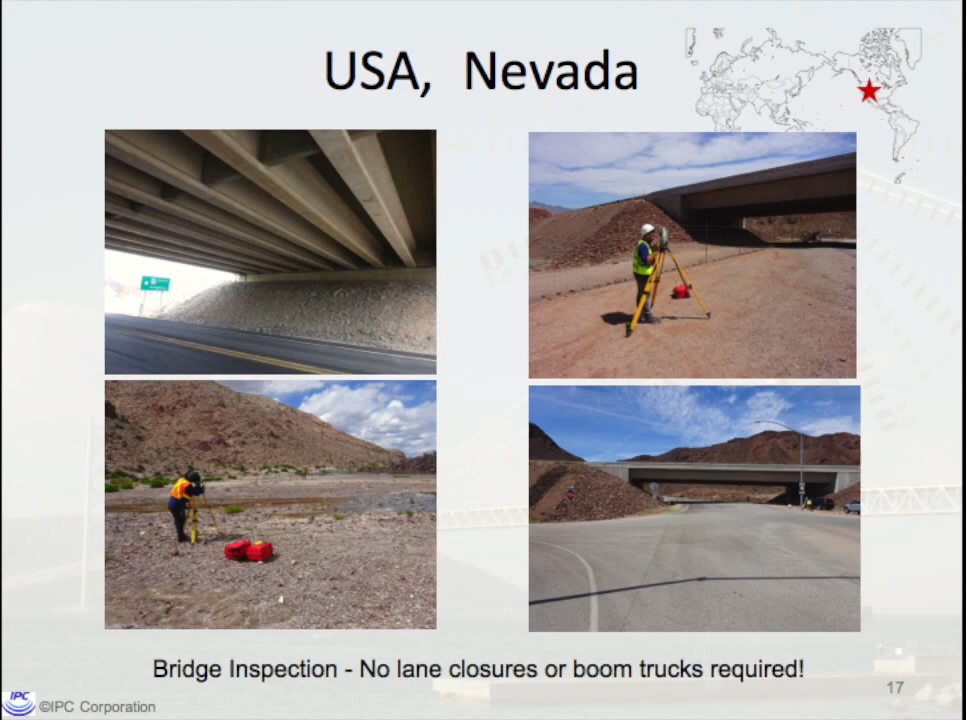 USA, Nevada
Bridge Inspection - No lane closures or boom trucks required!
17
IPC
©IPC Corporation